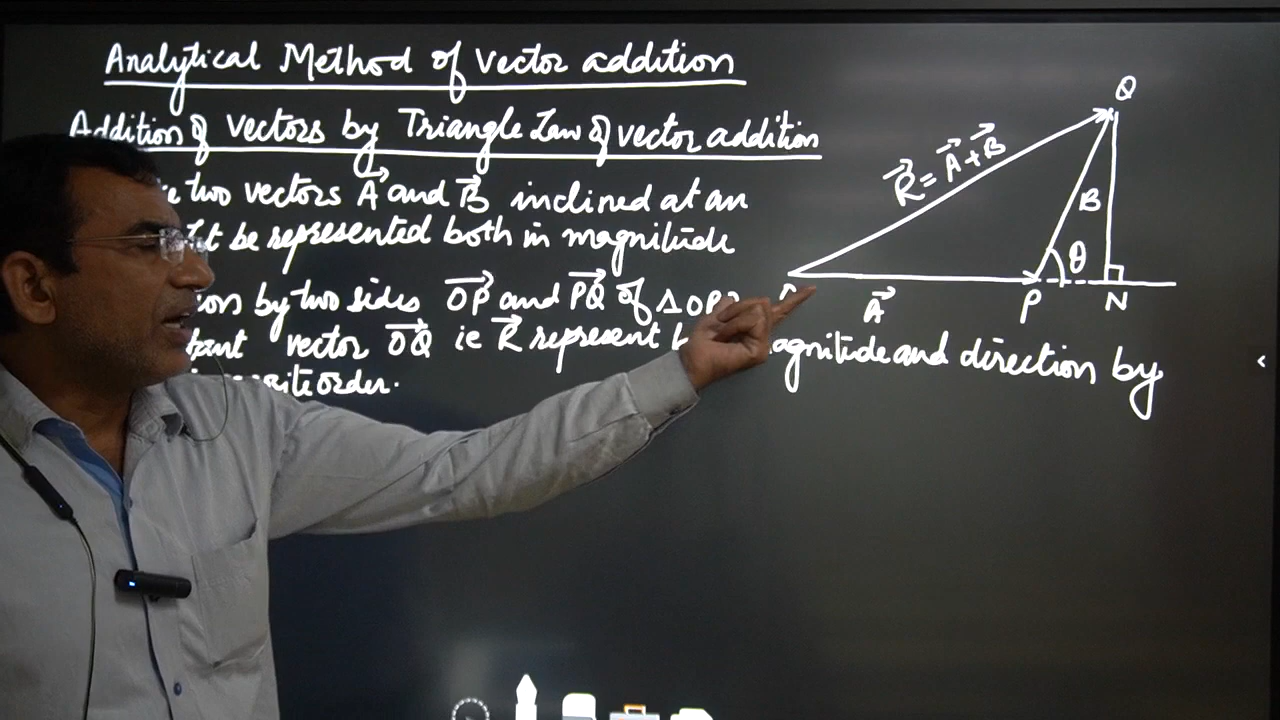 Analytical Method of vector addition
Addition of vectors by Triangle Law of vector addition
two vectors A⃗ and B⃗ inclined at an
be represented both in magnitude
by two sides OP⃗ and PQ⃗ of Δ
vector OQ⃗ ie R⃗ represent magnitude and direction by
order.
Q
R⃗ = A⃗ + B⃗
B
θ
P
N
A⃗